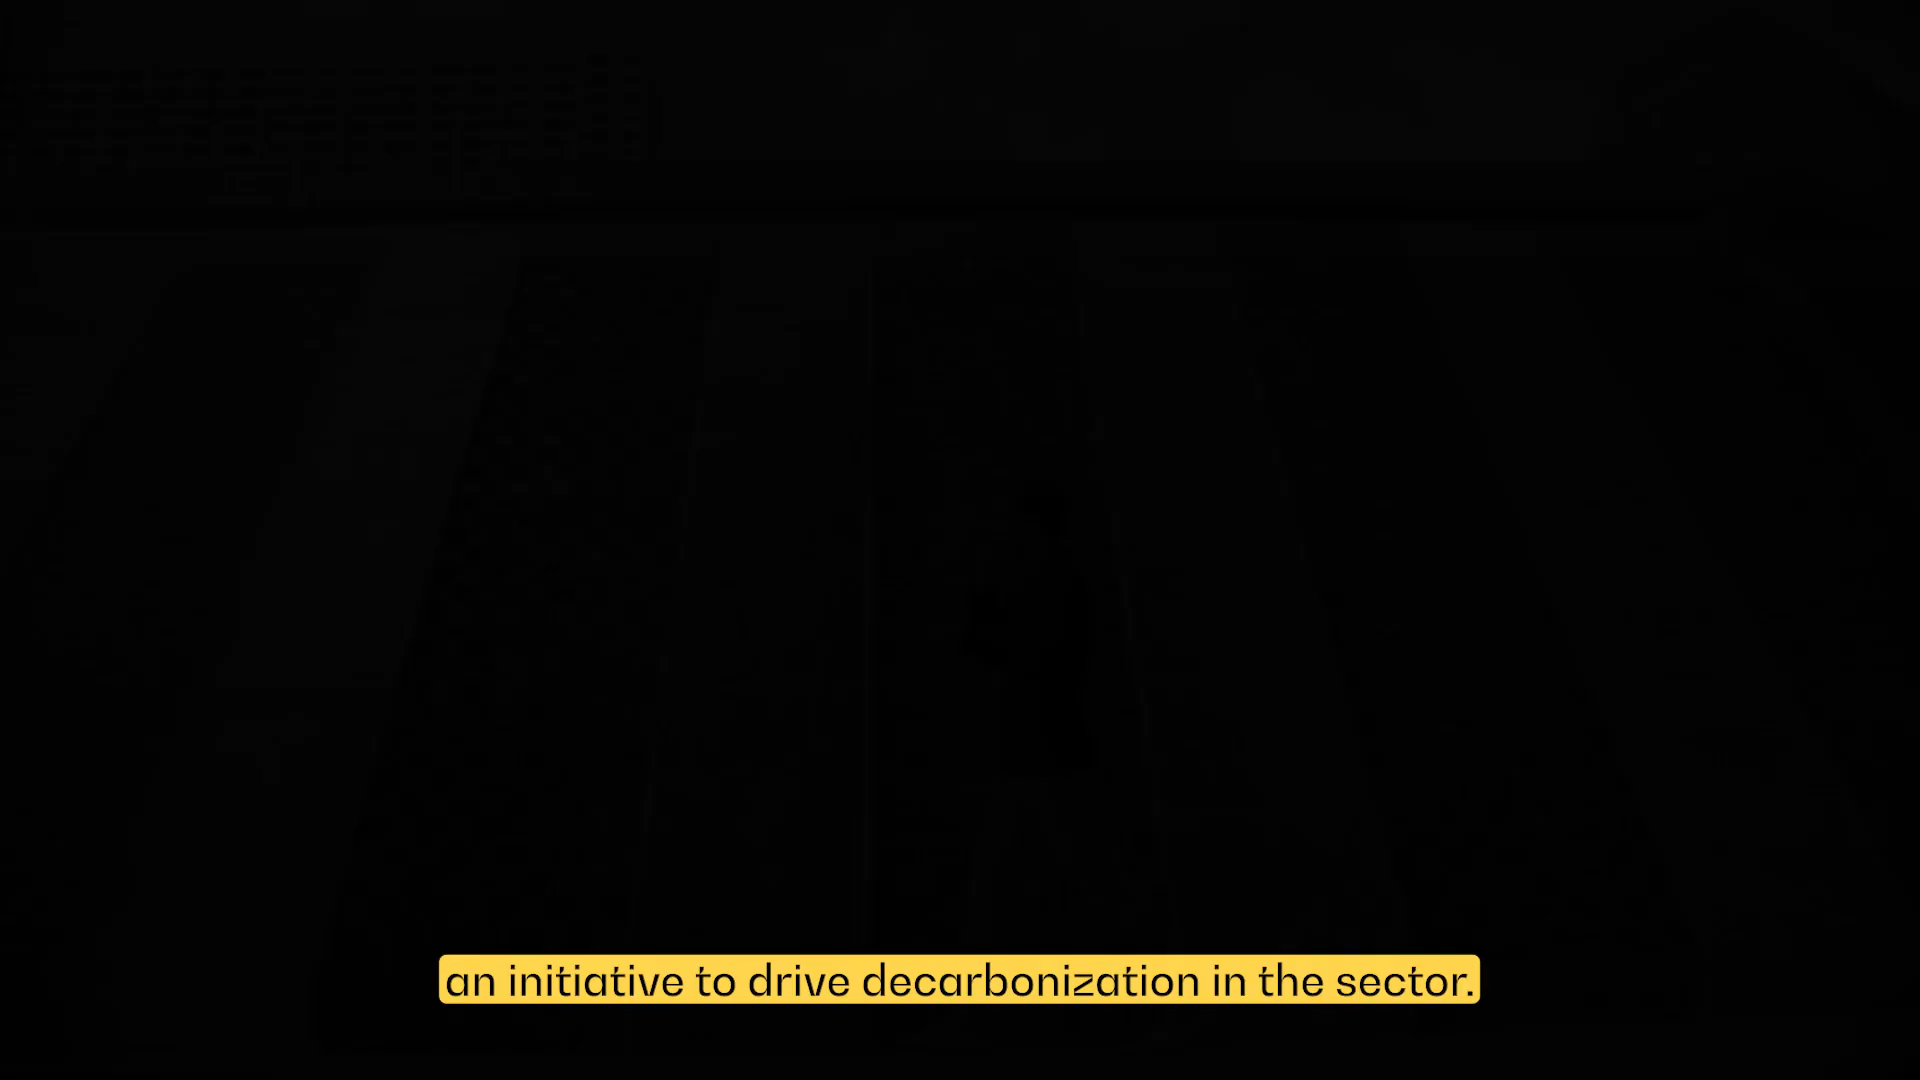 an initiative to drive decarbonization in the sector.